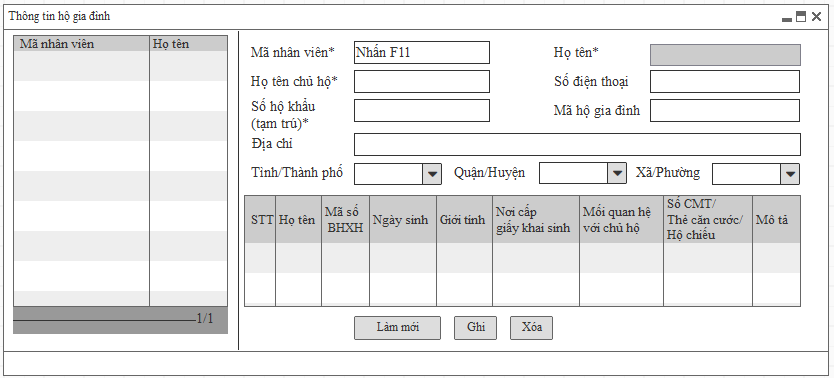 Thông tin hộ gia đình
Mã nhân viên Họ tên
1/1
Mã nhân viên* Nhấn F11 Họ tên*
Họ tên chủ hộ* Số điện thoại
Số hộ khẩu
(tạm trú)* Mã hộ gia đình
Địa chỉ
Tỉnh/Thành phố Quận/Huyện Xã/Phường
STT Họ tên Mã số
BHXH Ngày sinh Giới tính Nơi cấp
giấy khai sinh Mối quan hệ
với chủ hộ Số CMT/
Thẻ căn cước/
Hộ chiếu Mô tả
Làm mới Ghi Xóa